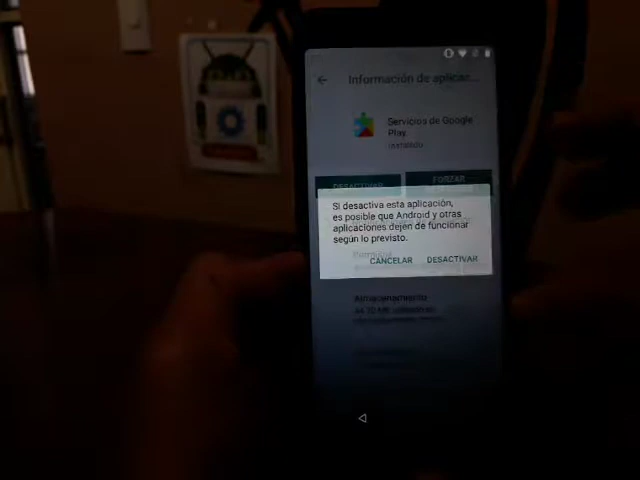 Información de aplicac...
Servicios de Google
Play
DESACTIVAR
FORZAR
Si desactiva esta aplicación,
es posible que Android y otras
aplicaciones dejen de funcionar
según lo previsto.
CANCELAR
DESACTIVAR
Almacenamiento